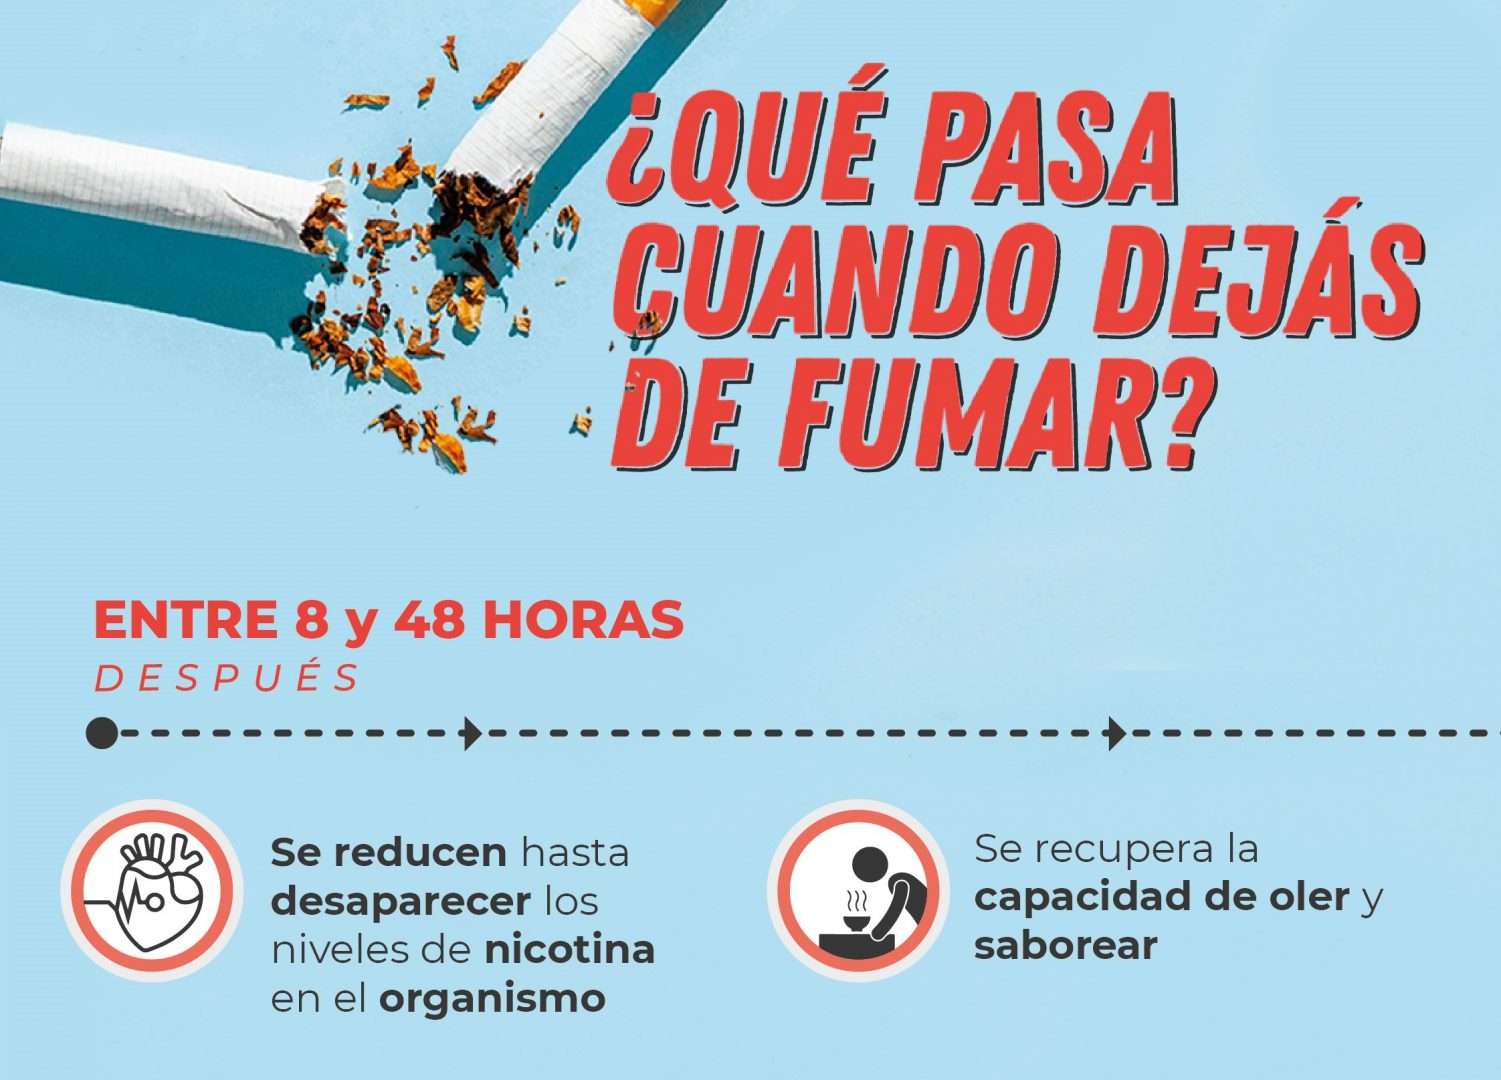 ¿QUÉ PASA
CUANDO DEJÁS
DE FUMAR?
ENTRE 8 y 48 HORAS
DESPUÉS
Se reducen hasta
desaparecer los
niveles de nicotina
en el organismo
Se recupera la
capacidad de oler y
saborear